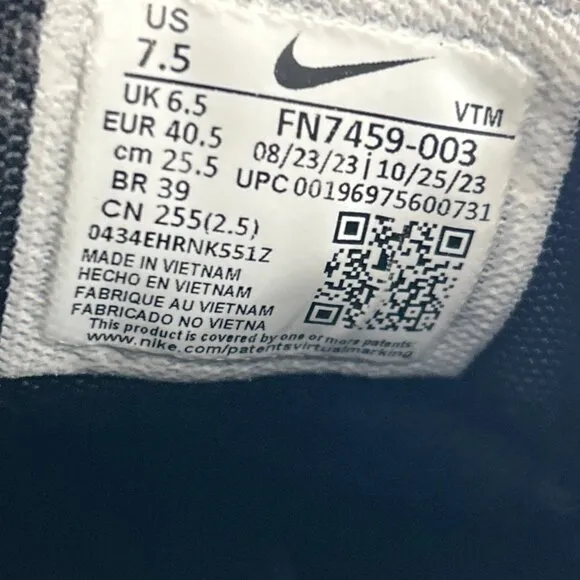 US
7.5
VTM
UK 6.5
EUR 40.5
cm 25.5
BR 39
CN 255(2.5)
FN7459-003
08/23/23 | 10/25/23
UPC 00196975600731
0434EHRNK551Z
MADE IN VIETNAM
HECHO EN VIETNAM
FABRIQUE AU VIETNAM
FABRICADO NO VIETNA
This product is covered by one or more patents
www.nike.com/patentsvirtualmarking